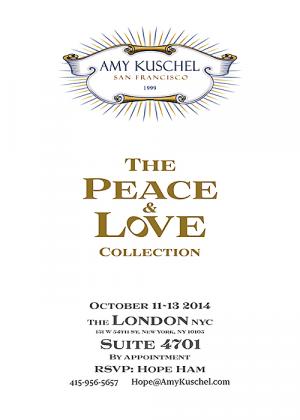 AMY KUSCHEL
SAN FRANCISCO
1999
THE
PEACE
&
LOVE
COLLECTION
OCTOBER 11-13 2014
THE LONDON NYC
151 W 54TH ST. NEW YORK, NY 10105
SUITE 4701
BY APPOINTMENT
RSVP: HOPE HAM
415-956-5657 Hope@AmyKuschel.com